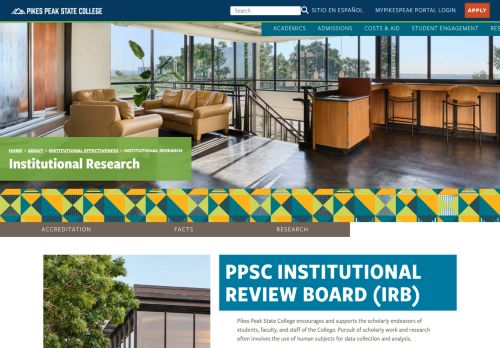 PIKES PEAK STATE COLLEGE
Search
SITIO EN ESPAÑOL
MYPIKESPEAK PORTAL LOGIN
APPLY
ACADEMICS
ADMISSIONS
COSTS & AID
STUDENT ENGAGEMENT
HOME > ABOUT > INSTITUTIONAL EFFECTIVENESS > INSTITUTIONAL RESEARCH
Institutional Research
ACCREDITATION
FACTS
RESEARCH
PPSC INSTITUTIONAL
REVIEW BOARD (IRB)
Pikes Peak State College encourages and supports the scholarly endeavors of
students, faculty, and staff of the College. Pursuit of scholarly work and research
often involves the use of human subjects for data collection and analysis.